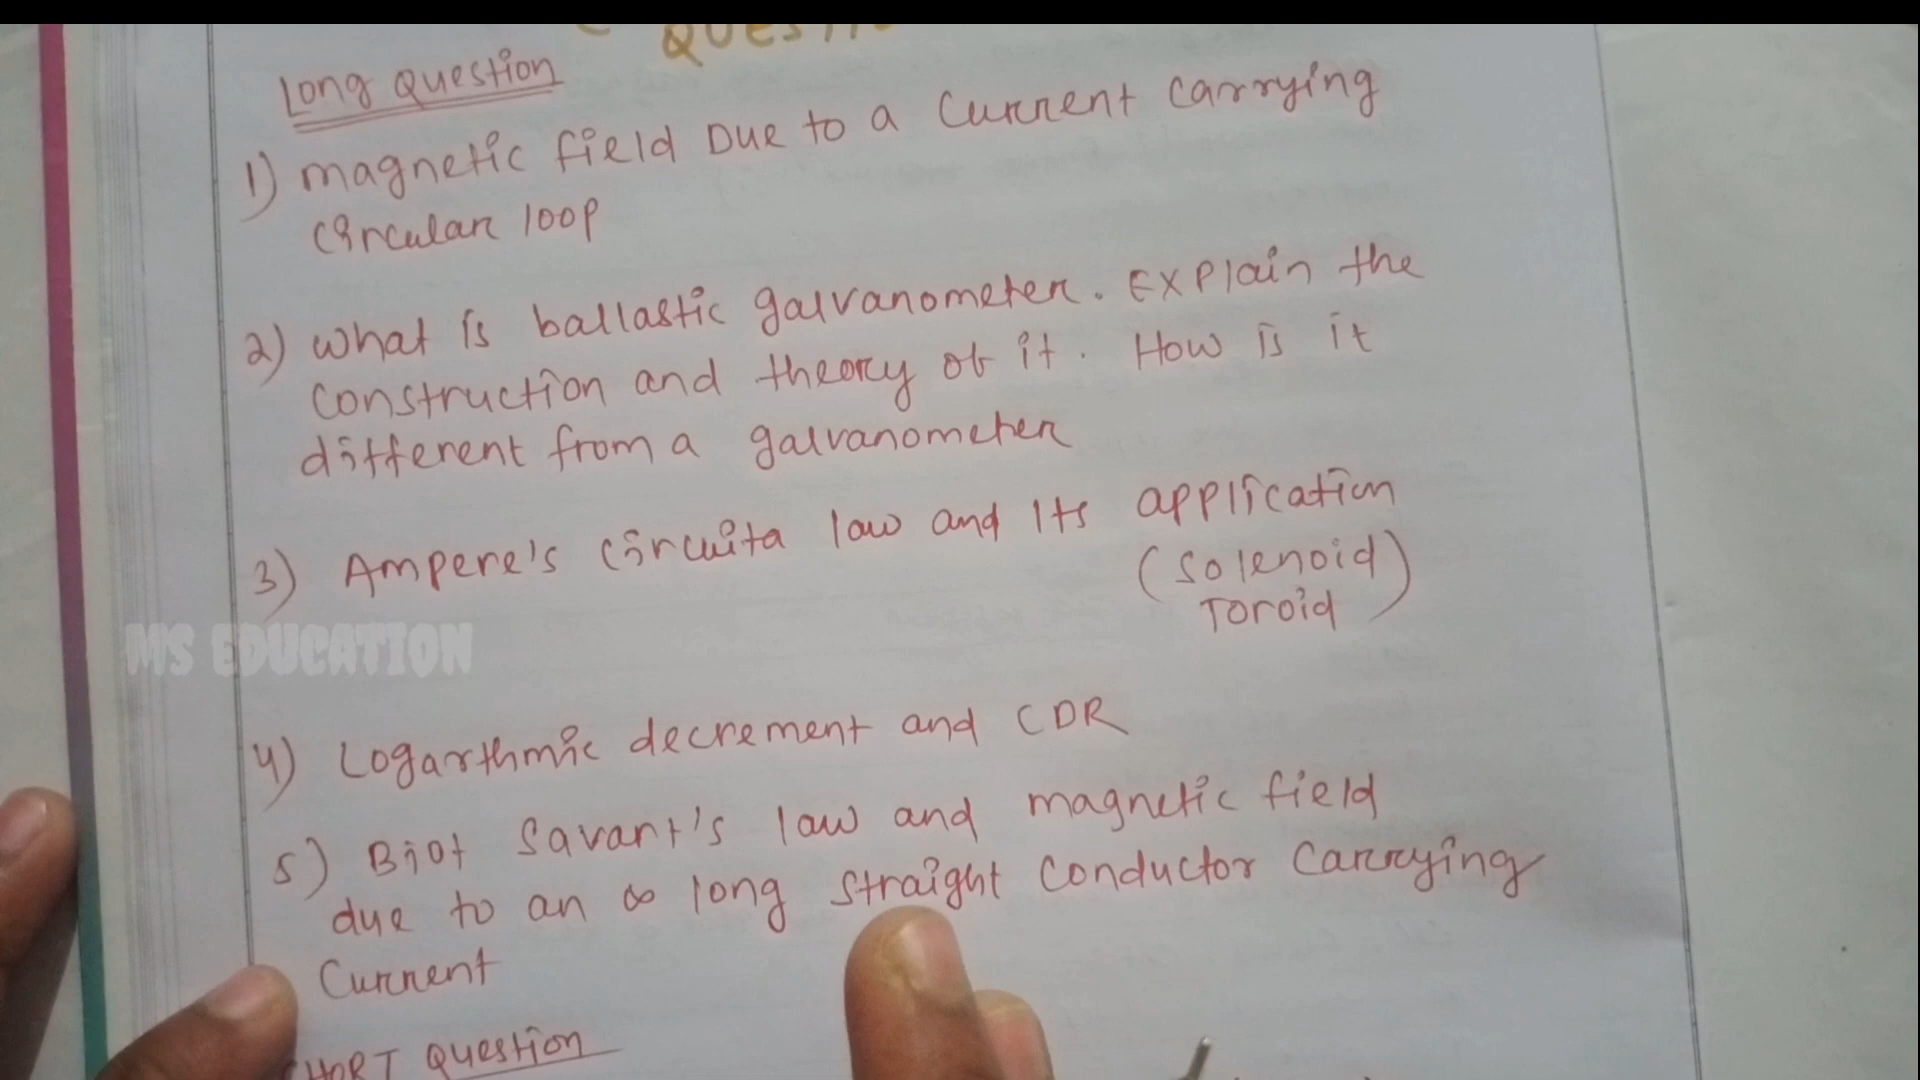 Long Question
1) magnetic field Due to a Current Carrying
Circular loop
2) What is ballastic galvanometer. Explain the
Construction and theory of it. How is it
different from a galvanometer
3) Ampere's Circuita law and Its application
(Solenoid
Toroid)
MS EDUCATION
4) Logarthmic decrement and CDR
5) Biot Savart's law and magnetic field
due to an ∞ long straight Conductor Carrying
Current
SHORT Question